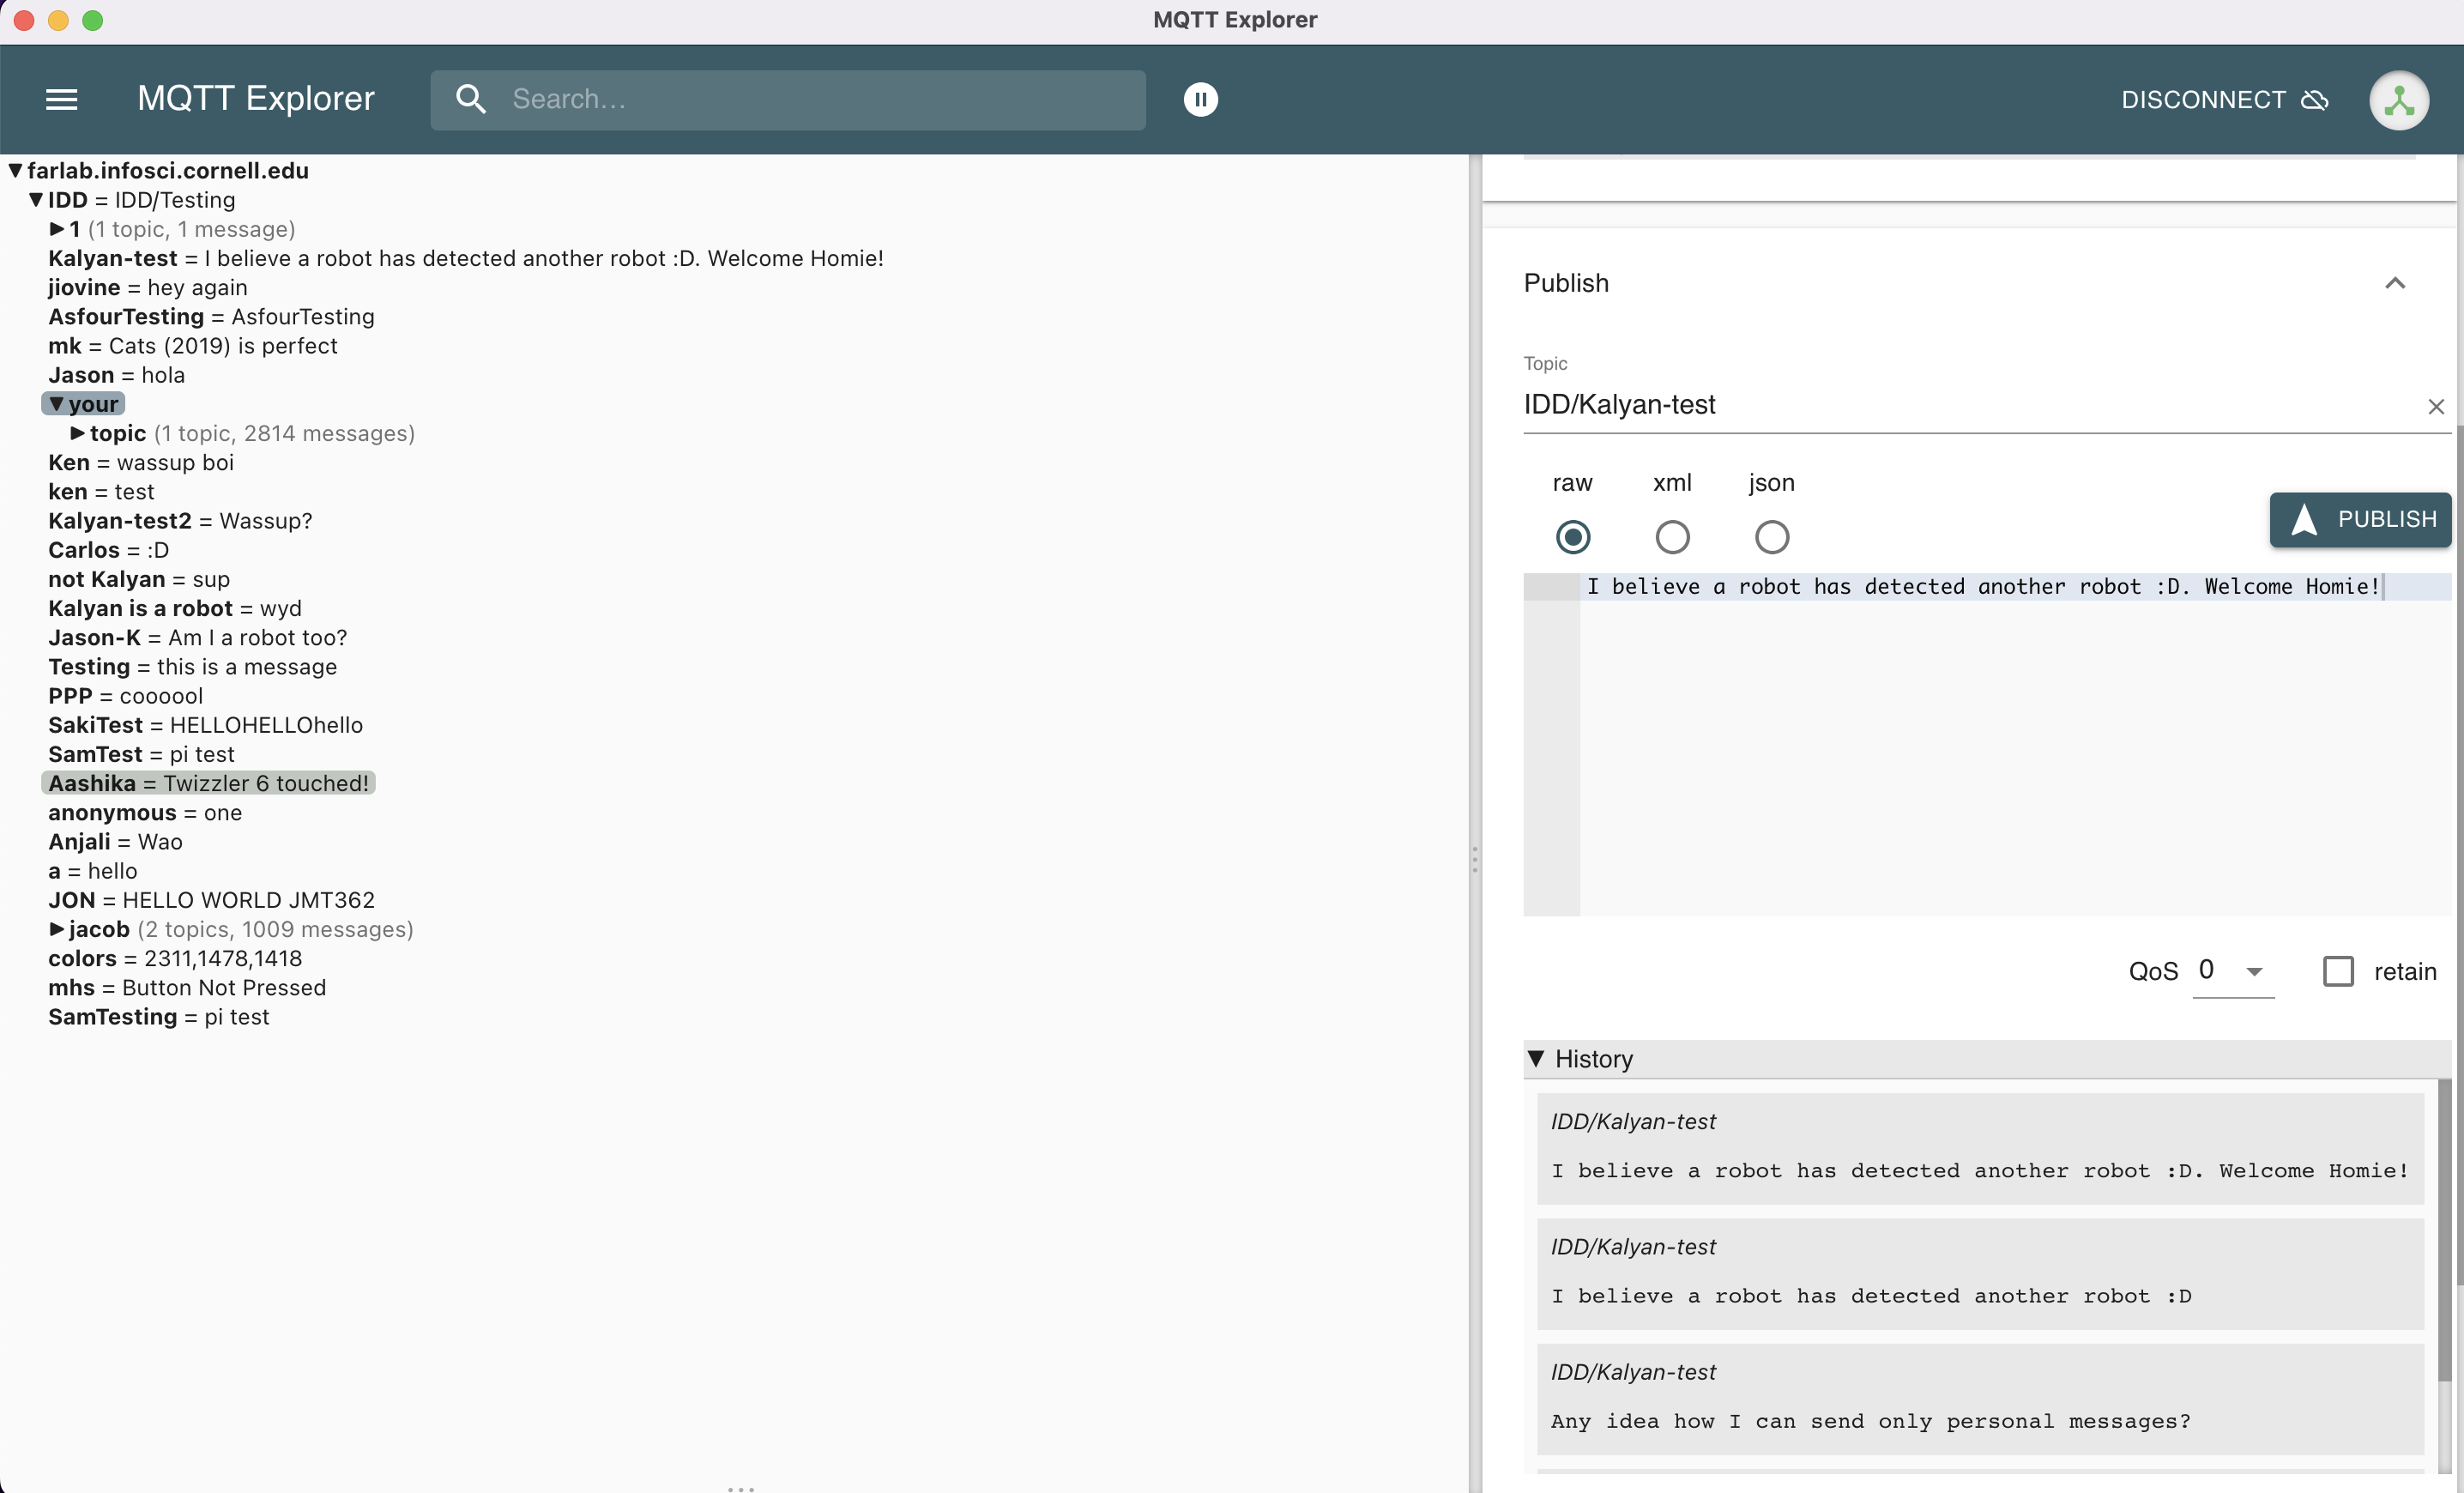 MQTT Explorer
MQTT Explorer
Search...
DISCONNECT
farlab.infosci.cornell.edu
IDD = IDD/Testing
1 (1 topic, 1 message)
Kalyan-test = I believe a robot has detected another robot :D. Welcome Homie!
jiovine = hey again
AsfourTesting = AsfourTesting
mk = Cats (2019) is perfect
Jason = hola
your
topic (1 topic, 2814 messages)
Ken = wassup boi
ken = test
Kalyan-test2 = Wassup?
Carlos = :D
not Kalyan = sup
Kalyan is a robot = wyd
Jason-K = Am I a robot too?
Testing = this is a message
PPP = coooool
SakiTest = HELLOHELLOhello
SamTest = pi test
Aashika = Twizzler 6 touched!
anonymous = one
Anjali = Wao
a = hello
JON = HELLO WORLD JMT362
jacob (2 topics, 1009 messages)
colors = 2311,1478,1418
mhs = Button Not Pressed
SamTesting = pi test
Publish
Topic
IDD/Kalyan-test
raw xml json
PUBLISH
I believe a robot has detected another robot :D. Welcome Homie!
QoS 0 retain
History
IDD/Kalyan-test
I believe a robot has detected another robot :D. Welcome Homie!
IDD/Kalyan-test
I believe a robot has detected another robot :D
IDD/Kalyan-test
Any idea how I can send only personal messages?